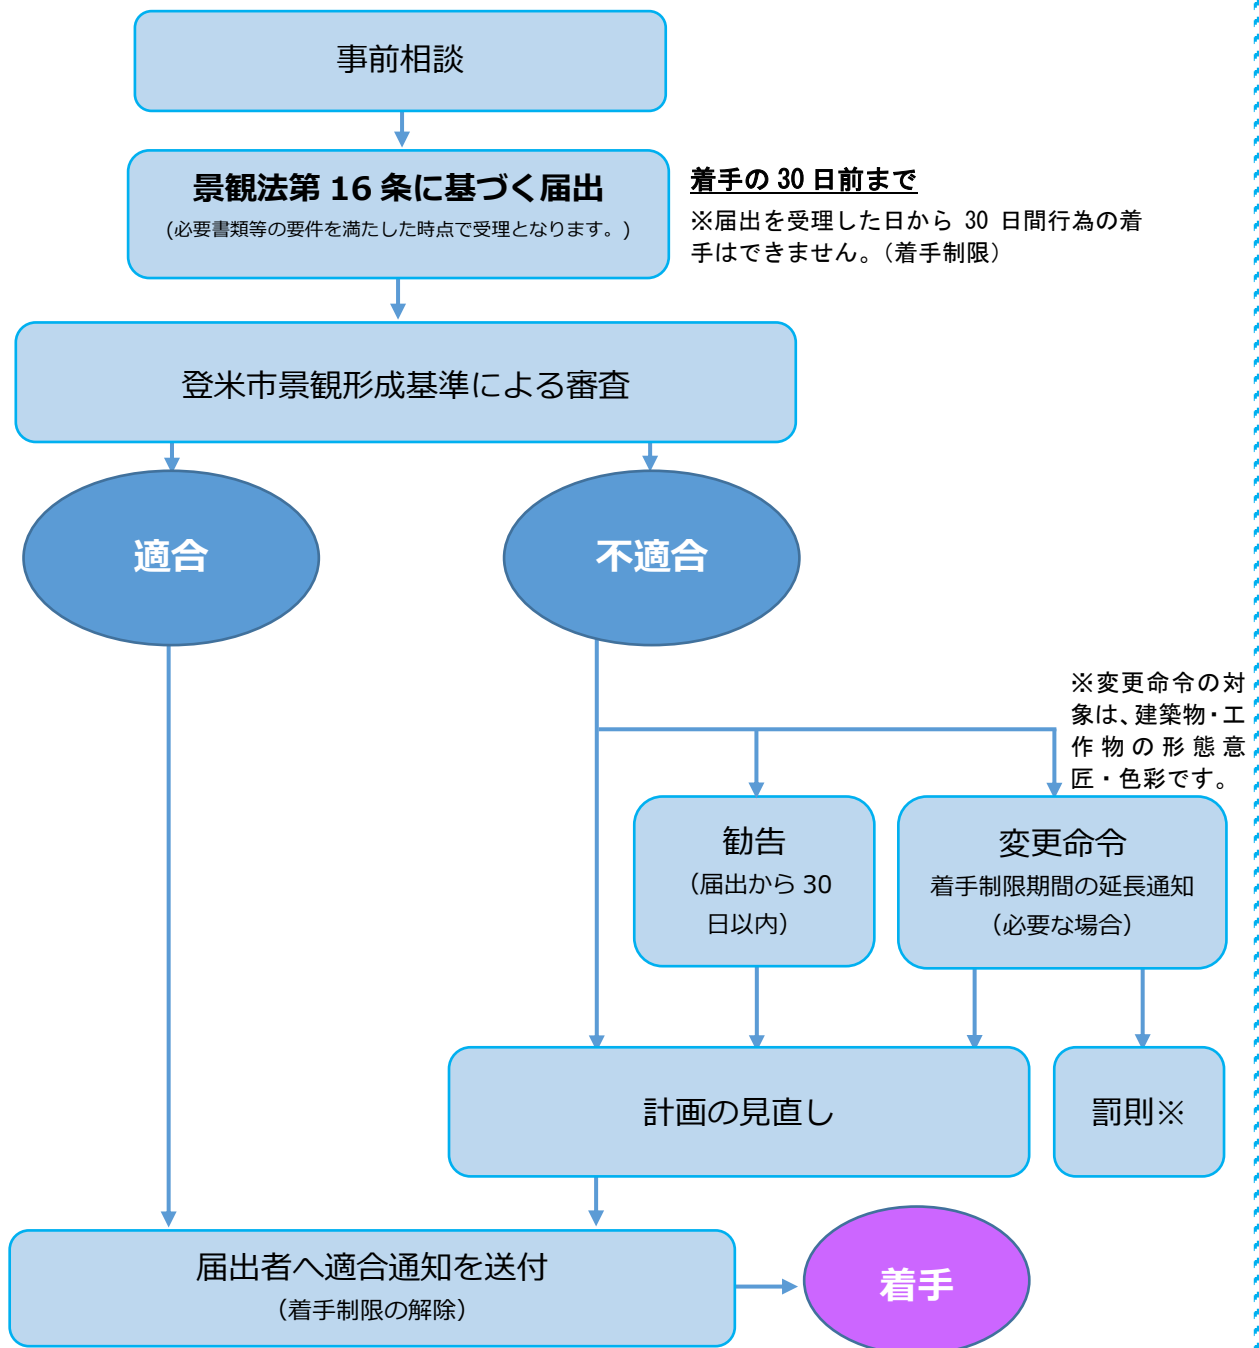 事前相談
景観法第 16 条に基づく届出
(必要書類等の要件を満たした時点で受理となります。)
着手の 30 日前まで
※届出を受理した日から 30 日間行為の着
手はできません。（着手制限）
登米市景観形成基準による審査
適合
不適合
※変更命令の対
象は、建築物・工
作物の形態意
匠・色彩です。
勧告
（届出から 30
日以内）
変更命令
着手制限期間の延長通知
（必要な場合）
計画の見直し
罰則※
届出者へ適合通知を送付
（着手制限の解除）
着手